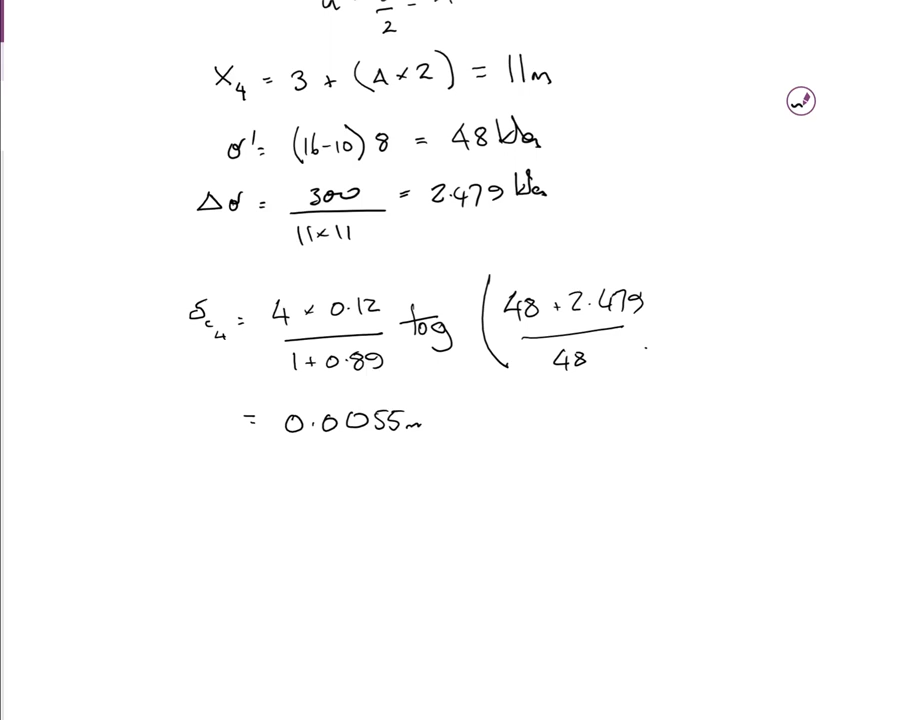 2
X₄ = 3 + (4 × 2) = 11m
σ' = (16-10) 8 = 48 kPa
Δσ = 300 / 11×11 = 2.479 kPa
δc₄ = 4 × 0.12 / 1 + 0.89 log ( 48 + 2.479 / 48
= 0.0055m